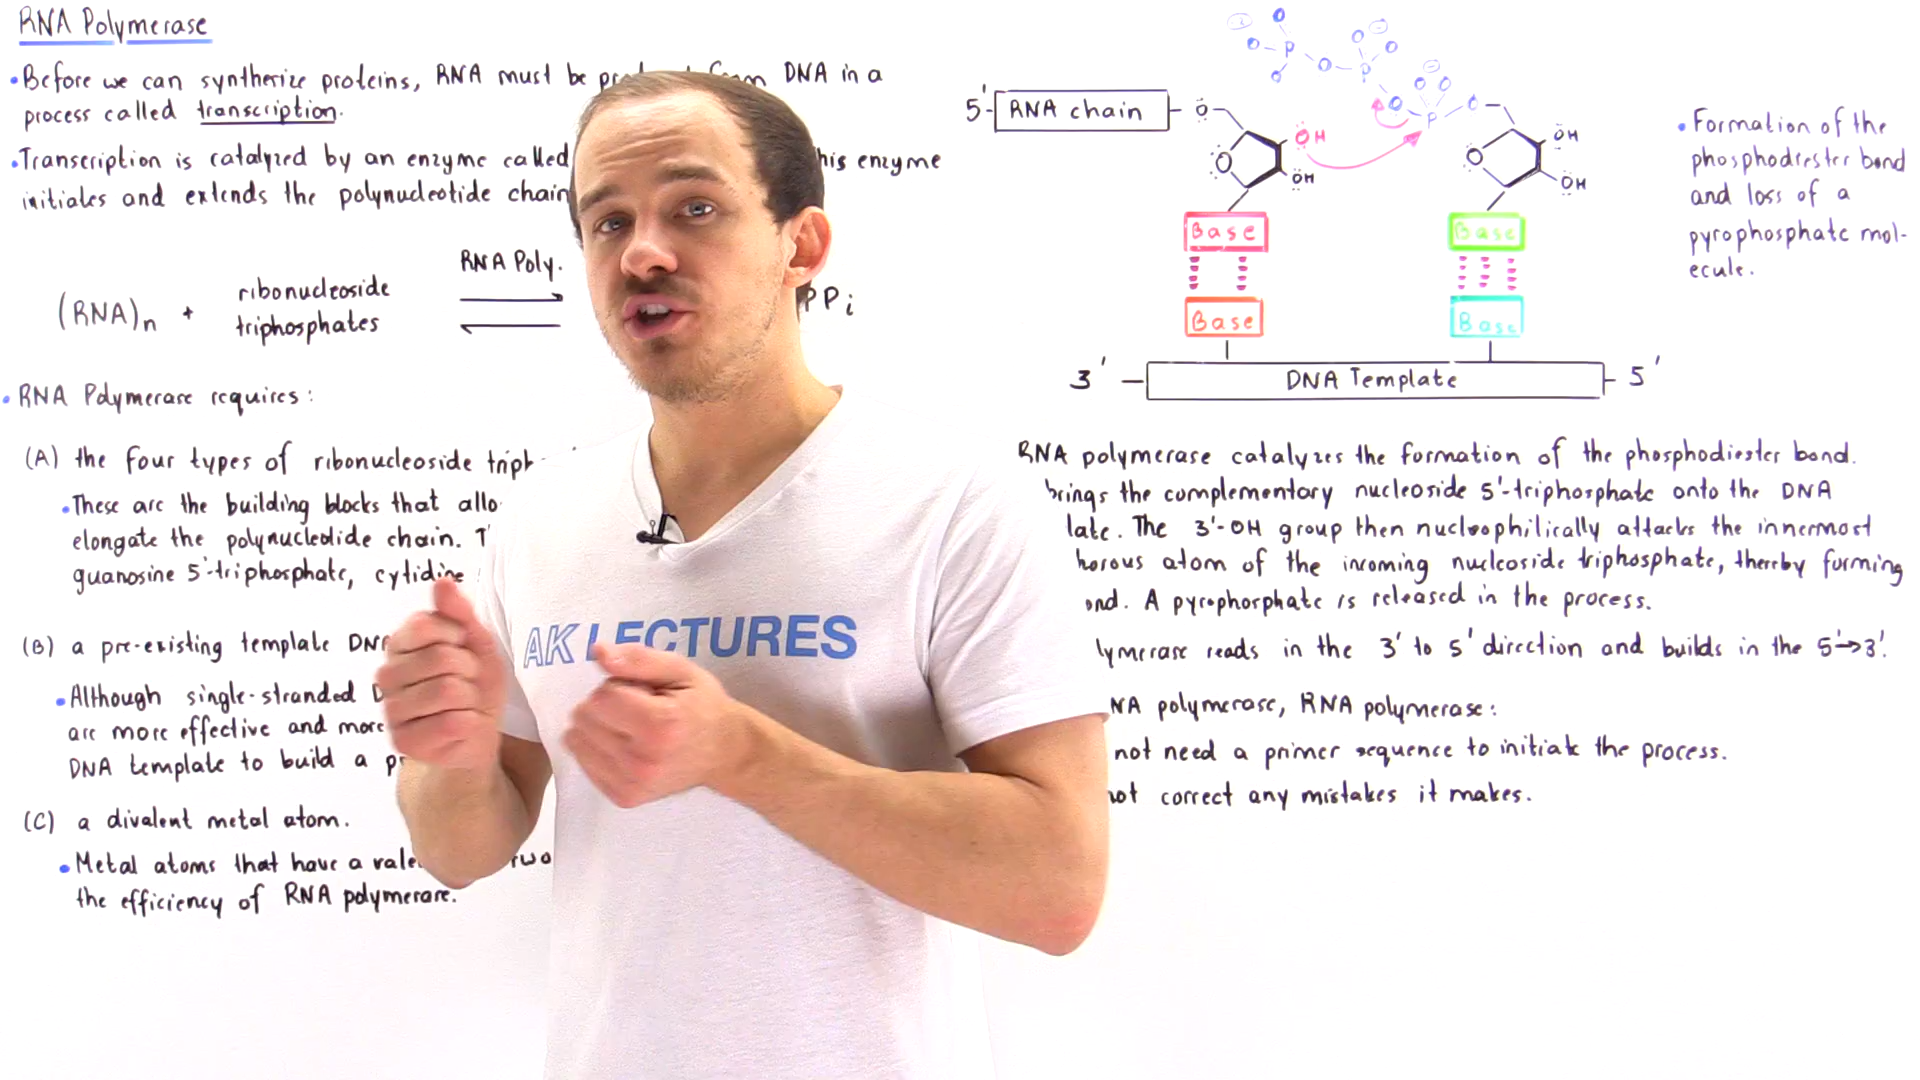 RNA Polymerase
• Before we can synthesize proteins, RNA must be from DNA in a
process called transcription.
• Transcription is catalyzed by an enzyme called his enzyme
initiates and extends the polynucleotide chain
(RNA)n + ribonucleoside triphosphates
RNA Poly.
PPi
• RNA Polymerase requires:
(A) the four types of ribonucleoside triph
• These are the building blocks that allo
elongate the polynucleotide chain. T
guanosine 5'-triphosphate, cytidine
(B) a pre-existing template DNA
• Although single-stranded D
are more effective and more
DNA template to build a
(C) a divalent metal atom.
• Metal atoms that have a vale two
the efficiency of RNA polymerase.
AK LECTURES
O P O
O
O
(-)
O O
P
O
(-)
O O
P O
5'- RNA chain - O
OH
O
OH
Base
Base
OH
O
OH
Base
Base
3' - DNA Template - 5'
• Formation of the
phosphodiester bond
and loss of a
pyrophosphate mol-
ecule.
RNA polymerase catalyzes the formation of the phosphodiester bond.
brings the complementary nucleoside 5'-triphosphate onto the DNA
late. The 3'-OH group then nucleophilically attacks the innermost
horous atom of the incoming nucleoside triphosphate, thereby forming
ond. A pyrophosphate is released in the process.
lymerase reads in the 3' to 5' direction and builds in the 5'→3'.
NA polymerase, RNA polymerase:
not need a primer sequence to initiate the process.
not correct any mistakes it makes.